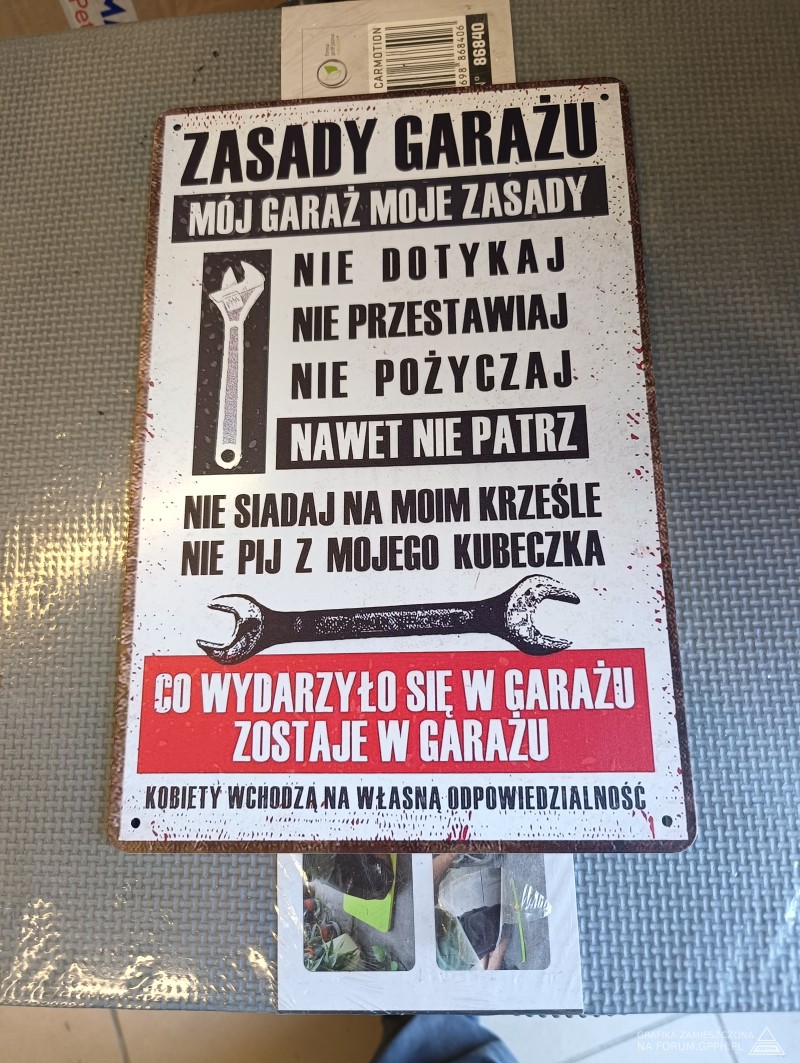 CARMOTION
86840
ZASADY GARAŻU
MÓJ GARAŻ MOJE ZASADY
NIE DOTYKAJ
NIE PRZESTAWIAJ
NIE POŻYCZAJ
NAWET NIE PATRZ
NIE SIADAJ NA MOIM KRZEŚLE
NIE PIJ Z MOJEGO KUBECZKA
CO WYDARZYŁO SIĘ W GARAŻU
ZOSTAJE W GARAŻU
KOBIETY WCHODZĄ NA WŁASNĄ ODPOWIEDZIALNOŚĆ
GRAFIKA ZAMIESZCZONA
NA FORUM.GPPH.PL